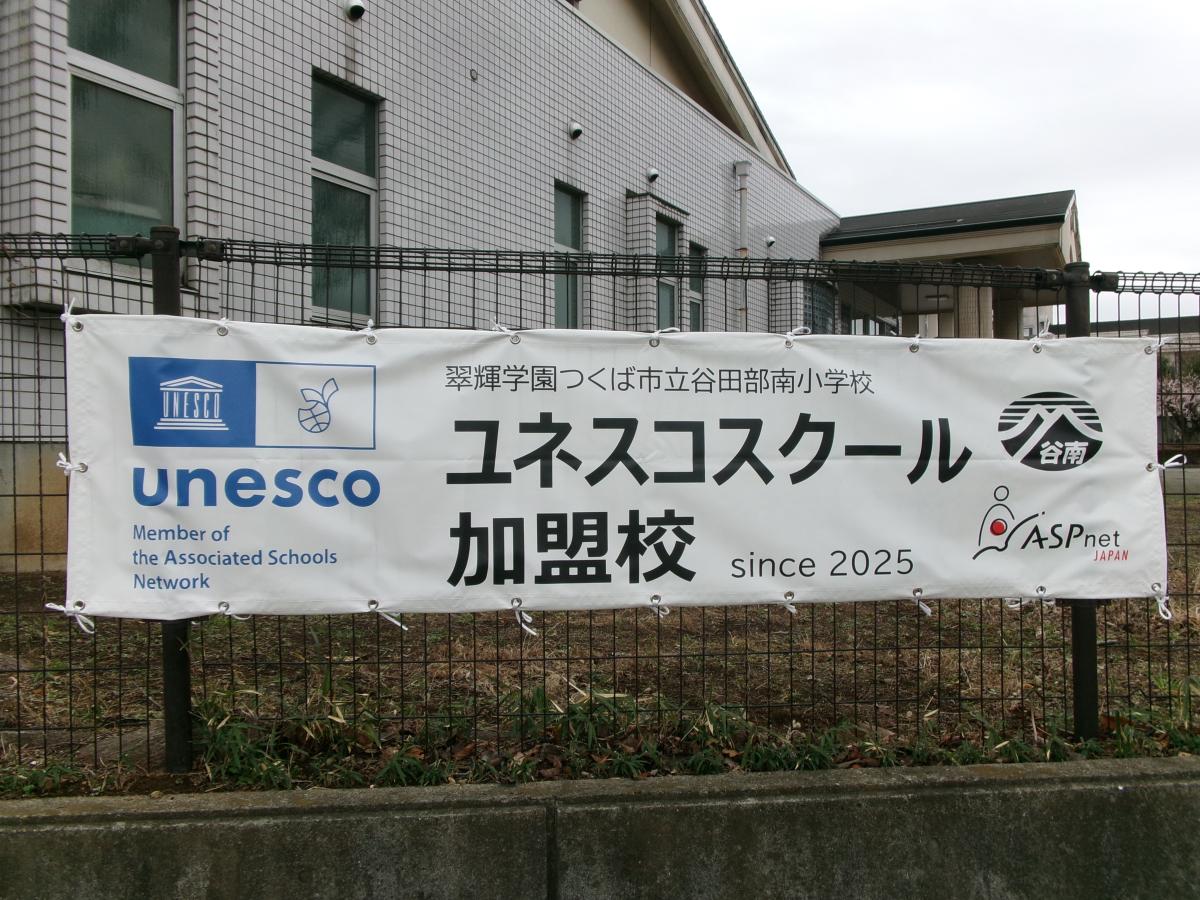 UNESCO
unesco
Member of
the Associated Schools
Network
翠輝学園つくば市立谷田部南小学校
ユネスコスクール
加盟校 since 2025
谷南
ASPnet
JAPAN